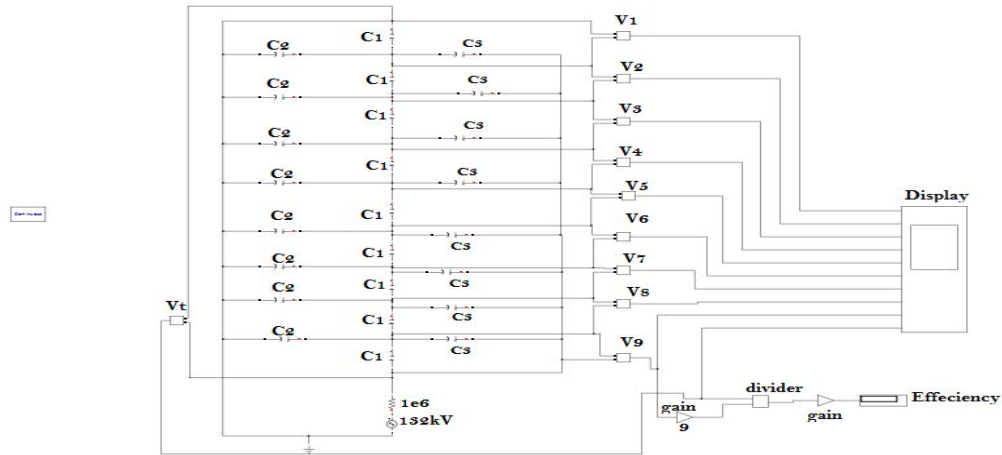 V1
C1
C2
C3
V2
C1
C2
C3
V3
C1
C2
C3
V4
C1
C2
C3
V5
Display
C1
C2
V6
C3
C1
C2
V7
C3
C1
C2
V8
Vt
C1
C2
C3
C3
V9
C1
divider
1e6
gain
Effeciency
132kV
9
gain